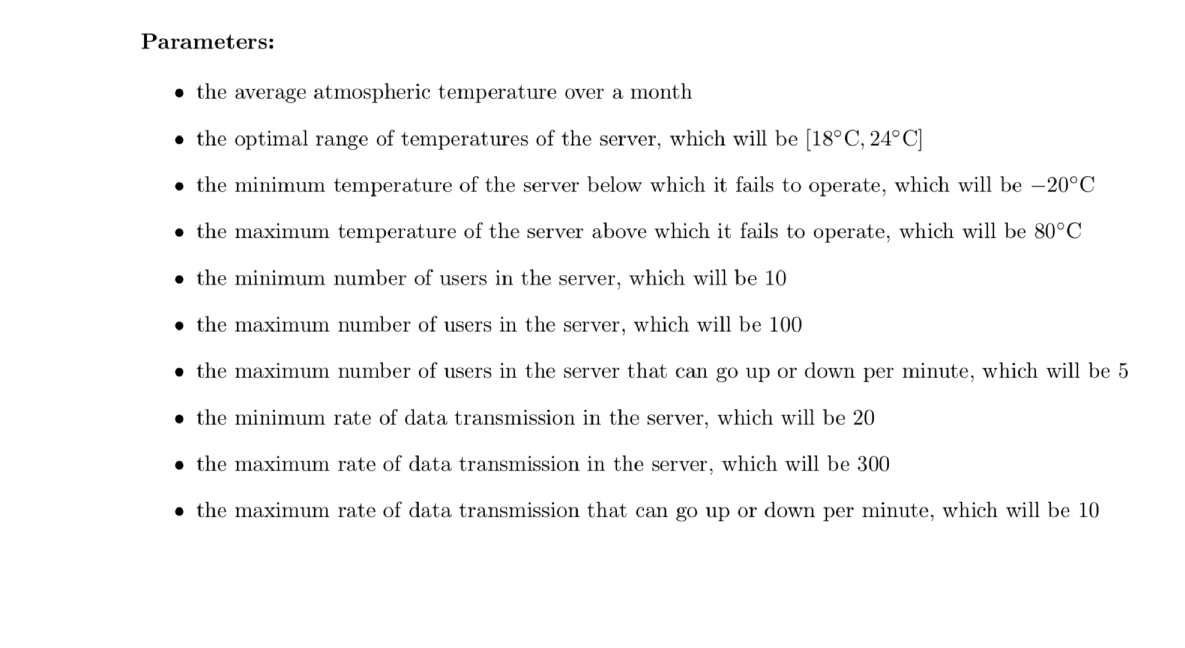 Parameters:
• the average atmospheric temperature over a month
• the optimal range of temperatures of the server, which will be [18°C, 24°C]
• the minimum temperature of the server below which it fails to operate, which will be −20°C
• the maximum temperature of the server above which it fails to operate, which will be 80°C
• the minimum number of users in the server, which will be 10
• the maximum number of users in the server, which will be 100
• the maximum number of users in the server that can go up or down per minute, which will be 5
• the minimum rate of data transmission in the server, which will be 20
• the maximum rate of data transmission in the server, which will be 300
• the maximum rate of data transmission that can go up or down per minute, which will be 10